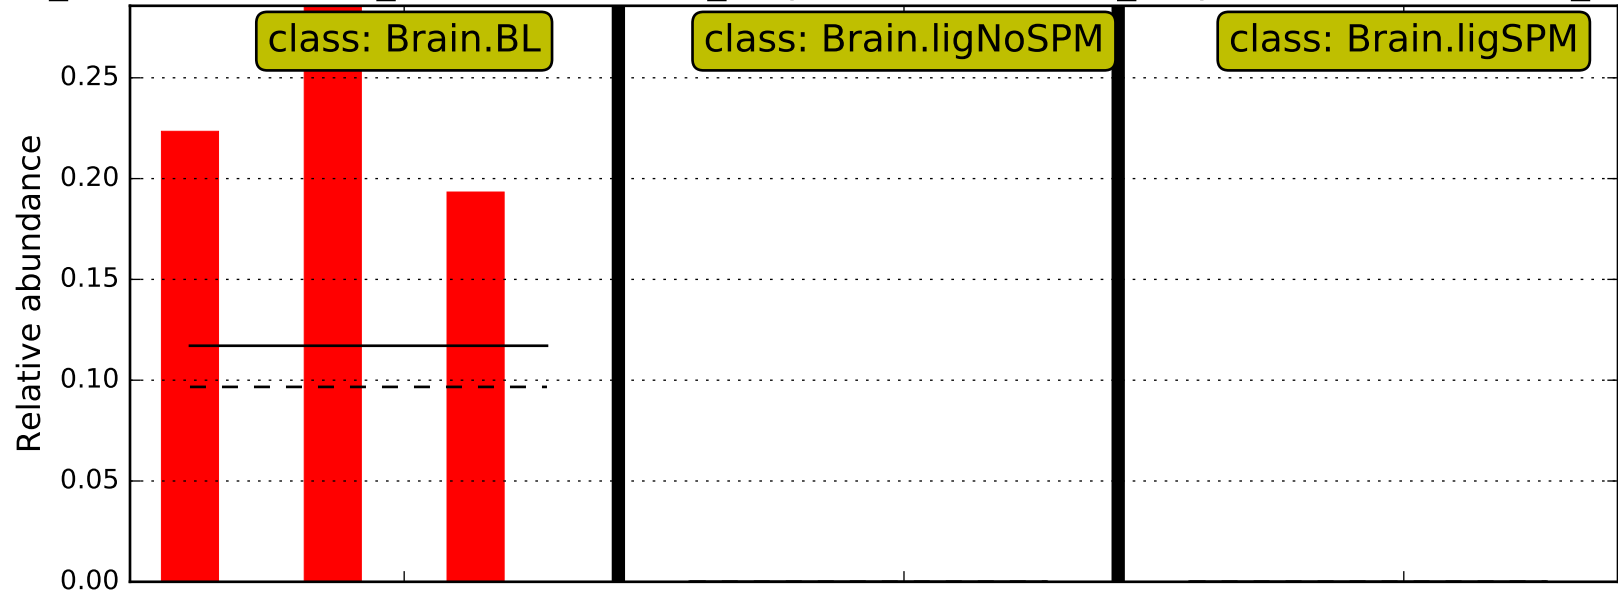 class: Brain.BL
class: Brain.ligNoSPM
class: Brain.ligSPM
Relative abundance
0.25
0.20
0.15
0.10
0.05
0.00